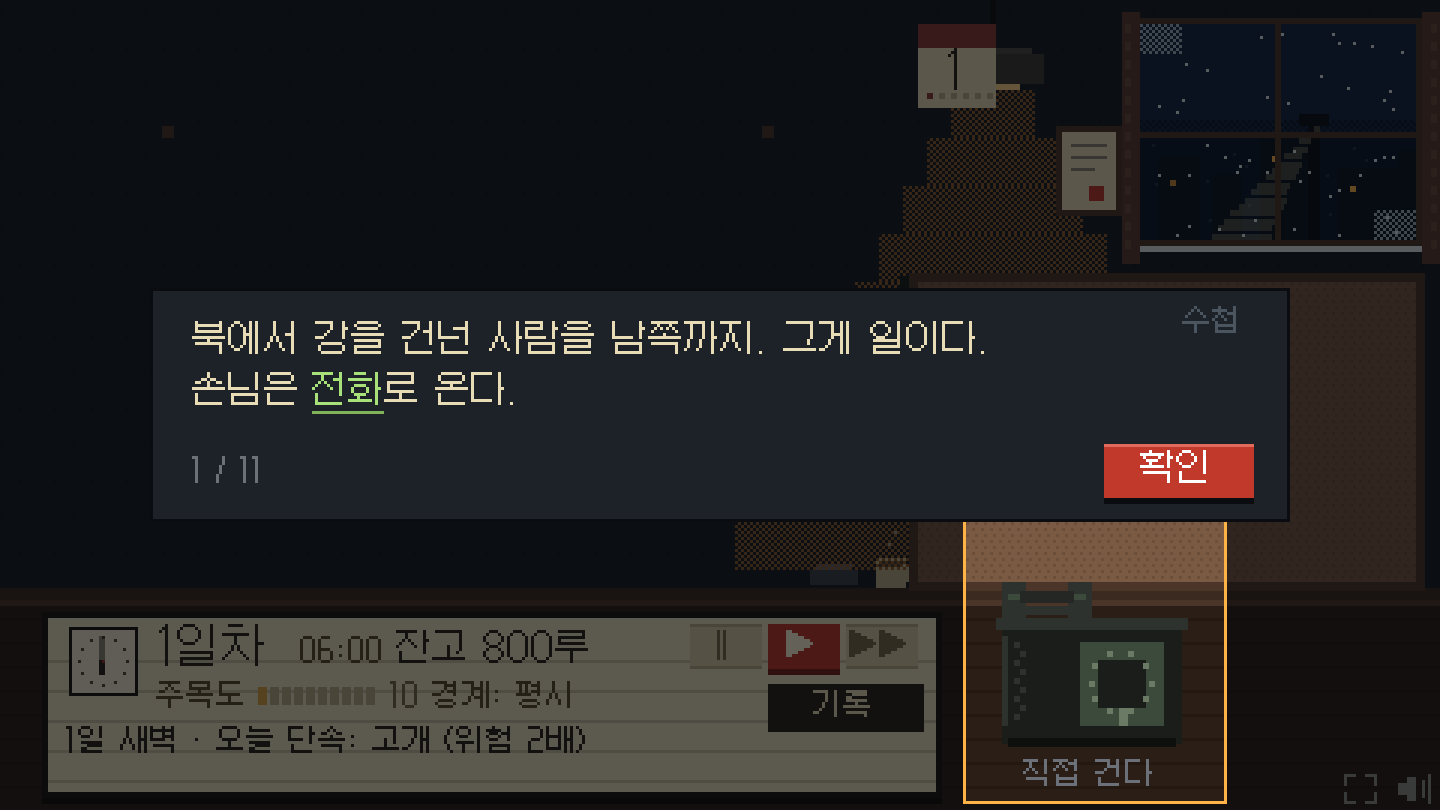 1
수첩
북에서 강을 건넌 사람을 남쪽까지. 그게 일이다.
손님은 전화로 온다.
1 / 11
확인
1일차 06:00 잔고 800루
주목도 10 경계: 평시
기록
1일 새벽 · 오늘 단속: 고개 (위험 2배)
직접 건다